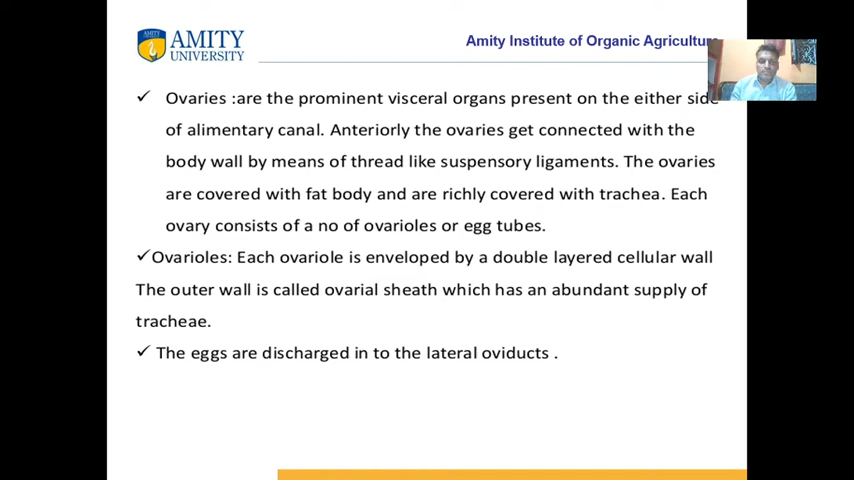 AMITY
UNIVERSITY
Amity Institute of Organic Agriculture
✓ Ovaries :are the prominent visceral organs present on the either side
of alimentary canal. Anteriorly the ovaries get connected with the
body wall by means of thread like suspensory ligaments. The ovaries
are covered with fat body and are richly covered with trachea. Each
ovary consists of a no of ovarioles or egg tubes.
✓Ovarioles: Each ovariole is enveloped by a double layered cellular wall
The outer wall is called ovarial sheath which has an abundant supply of
tracheae.
✓ The eggs are discharged in to the lateral oviducts .